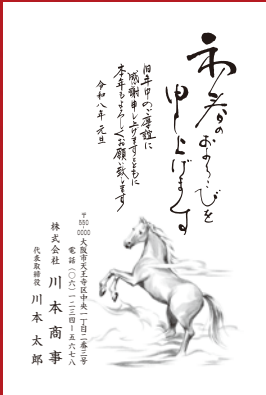 初春のおよろこびを
申し上げます
旧年中のご厚誼に
感謝申し上げますとともに
本年もよろしくお願い致します
令和八年 元旦
〒550-0000
大阪市天王寺区中央一丁目二番三号
電話(〇六)一二三四-五六七八
株式会社 川本商事
代表取締役 川本太郎